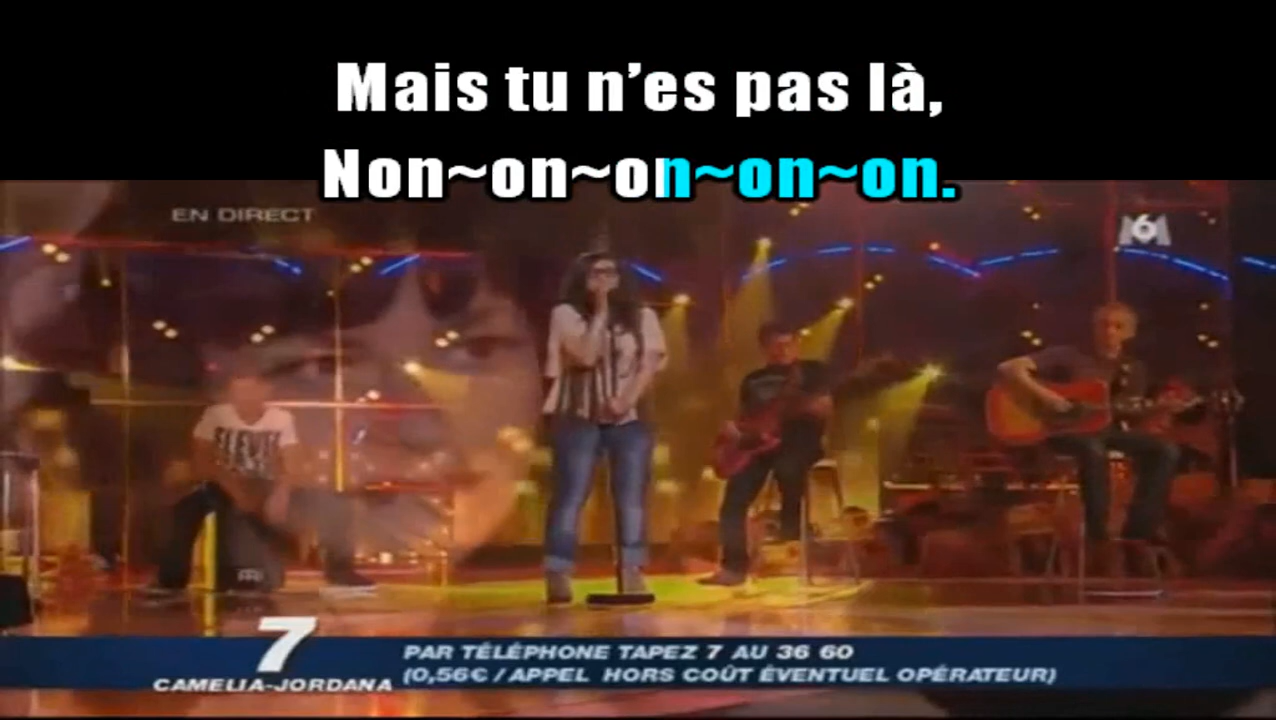 Mais tu n’es pas là,
Non~on~on~on~on.
EN DIRECT
M6
7
PAR TÉLÉPHONE TAPEZ 7 AU 36 60
(0,56€ / APPEL HORS COÛT ÉVENTUEL OPÉRATEUR)
CAMELIA-JORDANA